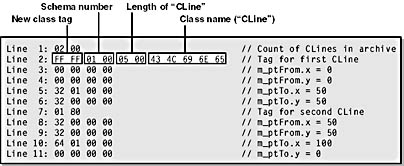 Schema number
Length of “CLine”
New class tag
Class name (“CLine”)
Line 1: 02 00 // Count of CLines in archive
Line 2: FF FF 01 00 05 00 43 4C 69 6E 65 // Tag for first CLine
Line 3: 00 00 00 00 // m_ptFrom.x = 0
Line 4: 00 00 00 00 // m_ptFrom.y = 0
Line 5: 32 01 00 00 // m_ptTo.x = 50
Line 6: 32 00 00 00 // m_ptTo.y = 50
Line 7: 01 80 // Tag for second CLine
Line 8: 32 00 00 00 // m_ptFrom.x = 50
Line 9: 32 00 00 00 // m_ptFrom.y = 50
Line 10: 64 01 00 00 // m_ptTo.x = 100
Line 11: 00 00 00 00 // m_ptTo.y = 0